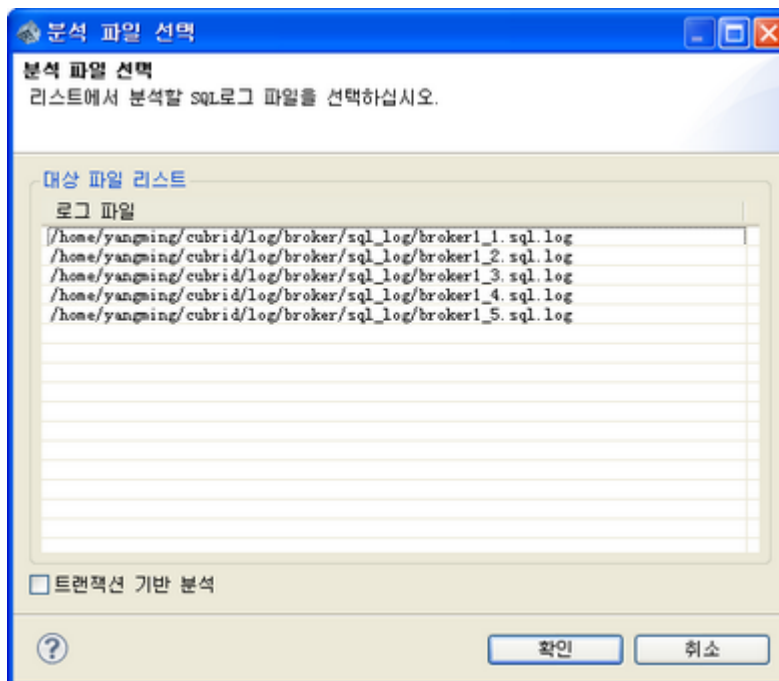 분석 파일 선택
분석 파일 선택
리스트에서 분석할 SQL로그 파일을 선택하십시오.
대상 파일 리스트
로그 파일
/home/yangming/cubrid/log/broker/sql_log/broker1_1.sql.log
/home/yangming/cubrid/log/broker/sql_log/broker1_2.sql.log
/home/yangming/cubrid/log/broker/sql_log/broker1_3.sql.log
/home/yangming/cubrid/log/broker/sql_log/broker1_4.sql.log
/home/yangming/cubrid/log/broker/sql_log/broker1_5.sql.log
트랜잭션 기반 분석
? 확인 취소